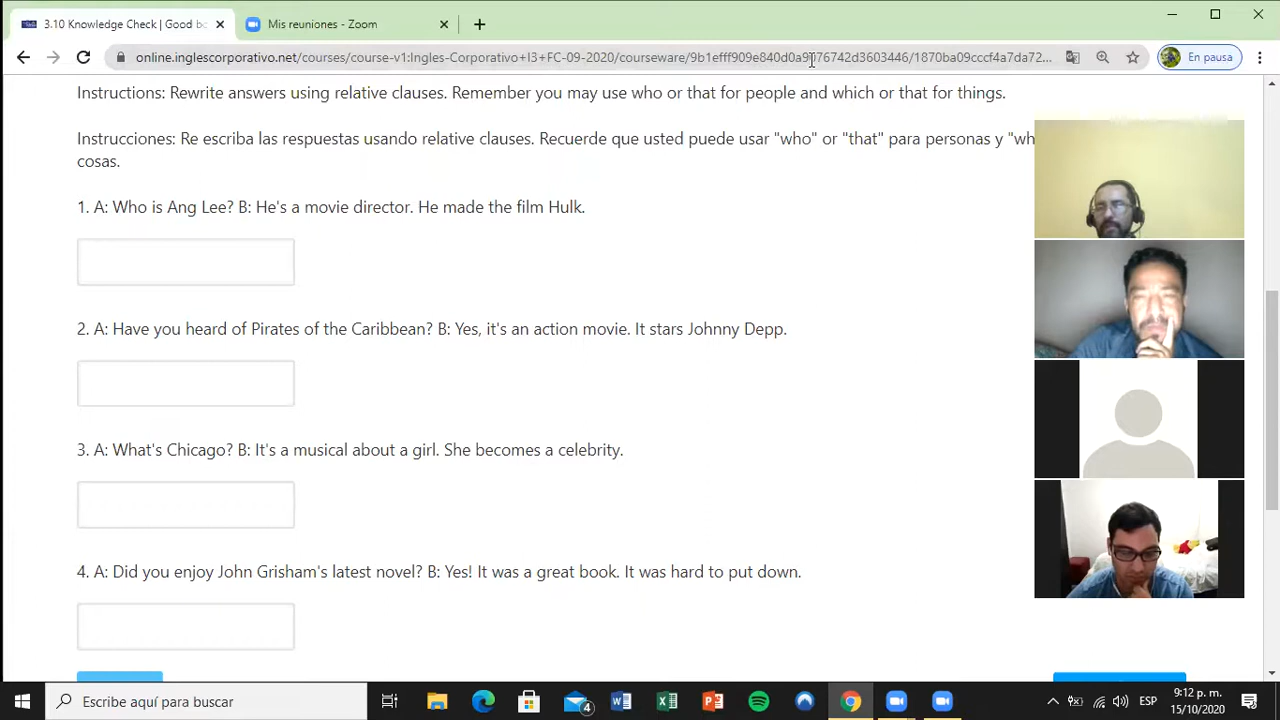 3.10 Knowledge Check | Good b
Mis reuniones - Zoom
online.inglescorporativo.net/courses/course-v1:Ingles-Corporativo+I3+FC-09-2020/courseware/9b1efff909e840d0a9b76742d3603446/1870ba09cccf4a7da72...
En pausa
Instructions: Rewrite answers using relative clauses. Remember you may use who or that for people and which or that for things.
Instrucciones: Re escriba las respuestas usando relative clauses. Recuerde que usted puede usar "who" or "that" para personas y "wh
cosas.
1. A: Who is Ang Lee? B: He's a movie director. He made the film Hulk.
2. A: Have you heard of Pirates of the Caribbean? B: Yes, it's an action movie. It stars Johnny Depp.
3. A: What's Chicago? B: It's a musical about a girl. She becomes a celebrity.
4. A: Did you enjoy John Grisham's latest novel? B: Yes! It was a great book. It was hard to put down.
Escribe aquí para buscar
4
ESP
9:12 p. m.
15/10/2020